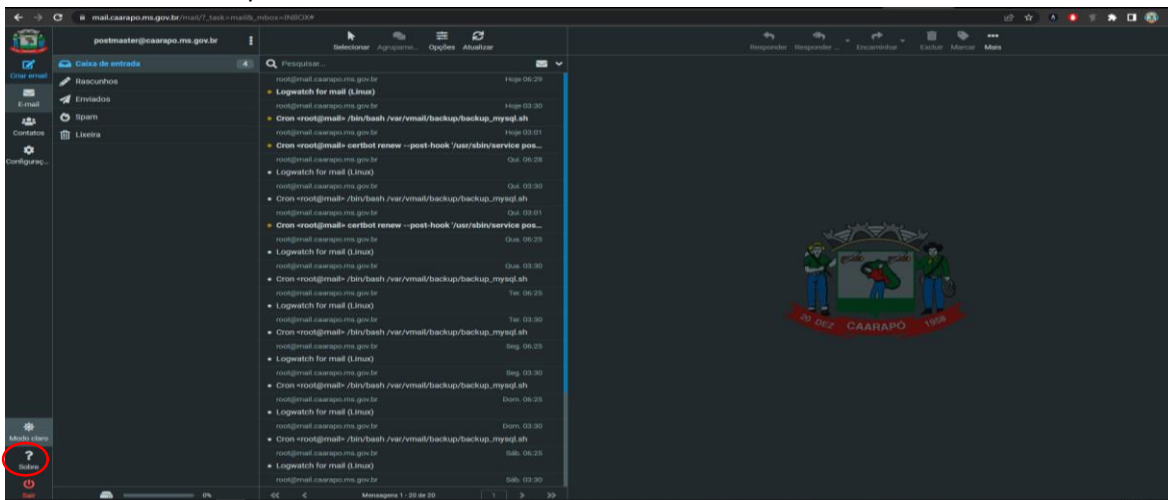 mail.caarapo.ms.gov.br/mail/?_task=mail&_mbox=INBOX#
postmaster@caarapo.ms.gov.br
Selecionar Agrupame... Opções Atualizar
Responder Responder ... Encaminhar Excluir Marcar Mais
Criar email
E-mail
Contatos
Configuraç...
Modo claro
Sobre
Sair
Caixa de entrada 4
Rascunhos
Enviados
Spam
Lixeira
0%
Pesquisar...
root@mail.caarapo.ms.gov.br Hoje 06:29
Logwatch for mail (Linux)
root@mail.caarapo.ms.gov.br Hoje 03:30
Cron <root@mail> /bin/bash /var/vmail/backup/backup_mysql.sh
root@mail.caarapo.ms.gov.br Hoje 03:01
Cron <root@mail> certbot renew --post-hook '/usr/sbin/service pos...
root@mail.caarapo.ms.gov.br Qui. 06:28
Logwatch for mail (Linux)
root@mail.caarapo.ms.gov.br Qui. 03:30
Cron <root@mail> /bin/bash /var/vmail/backup/backup_mysql.sh
root@mail.caarapo.ms.gov.br Qui. 03:01
Cron <root@mail> certbot renew --post-hook '/usr/sbin/service pos...
root@mail.caarapo.ms.gov.br Qua. 06:25
Logwatch for mail (Linux)
root@mail.caarapo.ms.gov.br Qua. 03:30
Cron <root@mail> /bin/bash /var/vmail/backup/backup_mysql.sh
root@mail.caarapo.ms.gov.br Ter. 06:25
Logwatch for mail (Linux)
root@mail.caarapo.ms.gov.br Ter. 03:30
Cron <root@mail> /bin/bash /var/vmail/backup/backup_mysql.sh
root@mail.caarapo.ms.gov.br Seg. 06:25
Logwatch for mail (Linux)
root@mail.caarapo.ms.gov.br Seg. 03:30
Cron <root@mail> /bin/bash /var/vmail/backup/backup_mysql.sh
root@mail.caarapo.ms.gov.br Dom. 06:25
Logwatch for mail (Linux)
root@mail.caarapo.ms.gov.br Dom. 03:30
Cron <root@mail> /bin/bash /var/vmail/backup/backup_mysql.sh
root@mail.caarapo.ms.gov.br Sáb. 06:25
Logwatch for mail (Linux)
root@mail.caarapo.ms.gov.br Sáb. 03:30
Mensagens 1 - 20 de 20 1
20 DEZ CAARAPÓ 1958